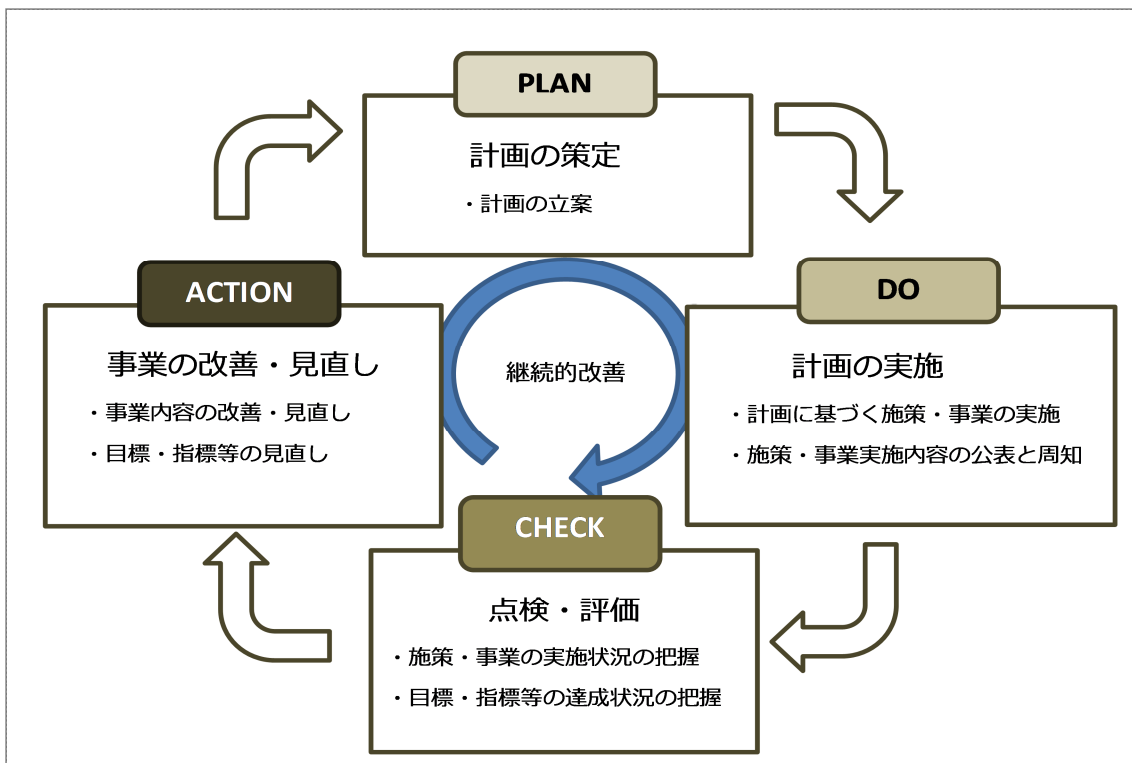 PLAN
計画の策定
・計画の立案
DO
計画の実施
・計画に基づく施策・事業の実施
・施策・事業実施内容の公表と周知
CHECK
点検・評価
・施策・事業の実施状況の把握
・目標・指標等の達成状況の把握
ACTION
事業の改善・見直し
・事業内容の改善・見直し
・目標・指標等の見直し
継続的改善